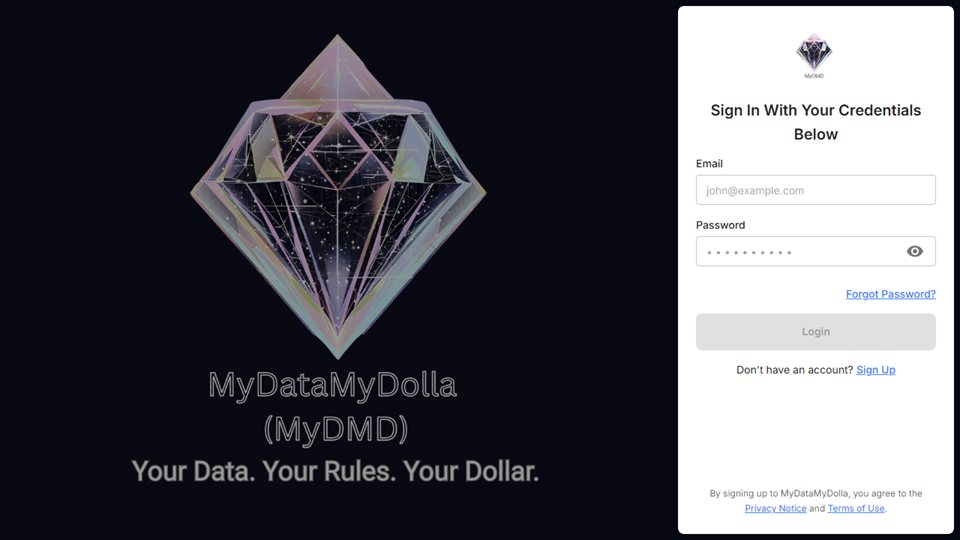 MyDataMyDolla
(MyDMD)
Your Data. Your Rules. Your Dollar.
MyDMD
Sign In With Your Credentials
Below
Email
john@example.com
Password
Forgot Password?
Login
Don't have an account? Sign Up
By signing up to MyDataMyDolla, you agree to the
Privacy Notice and Terms of Use.